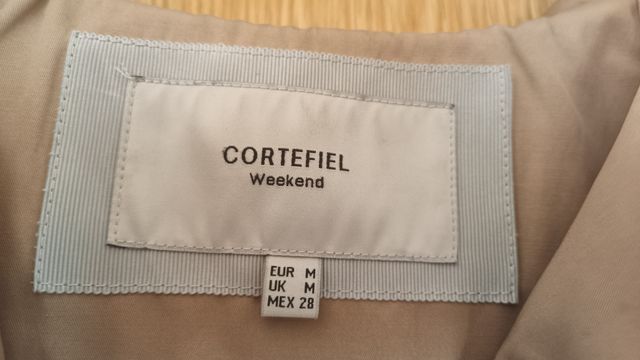 CORTEFIEL
Weekend
EUR M
UK M
MEX 28